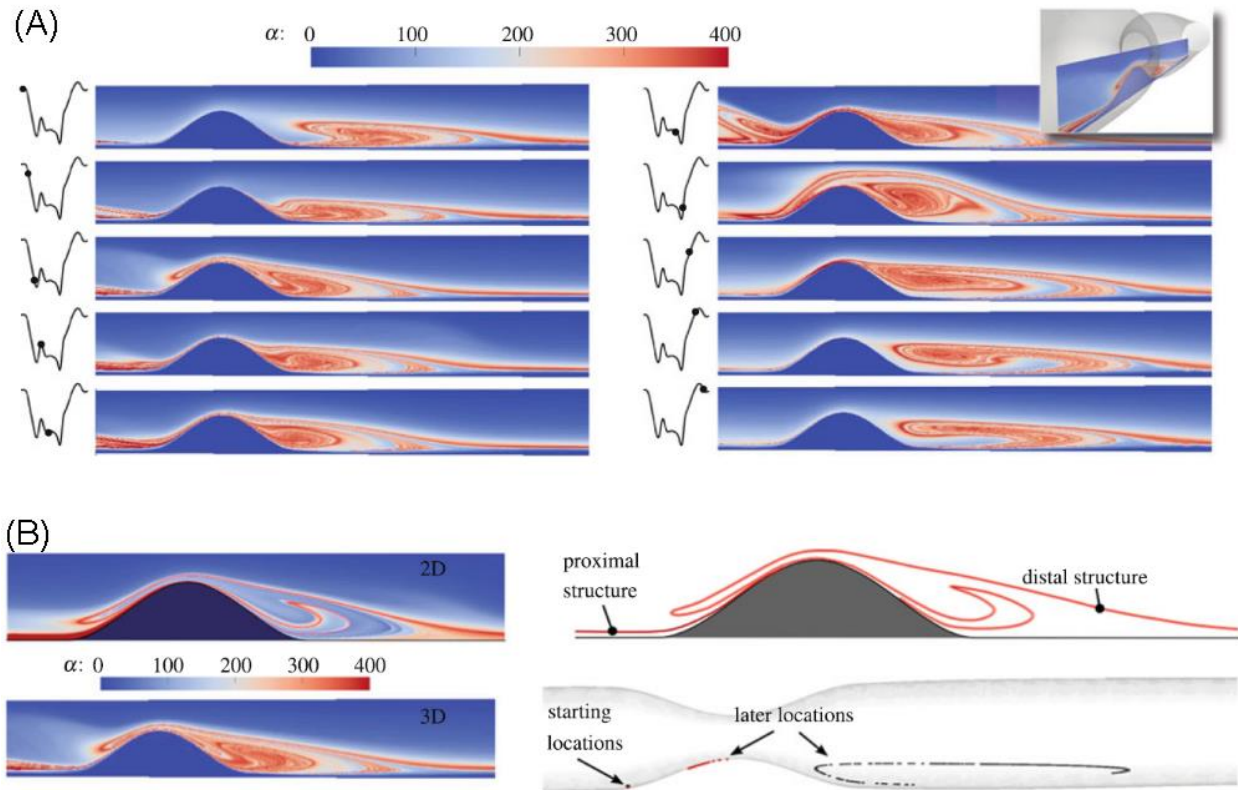 (A)
α: 0 100 200 300 400
(B)
2D
α: 0 100 200 300 400
3D
proximal
structure
distal structure
starting
locations
later locations